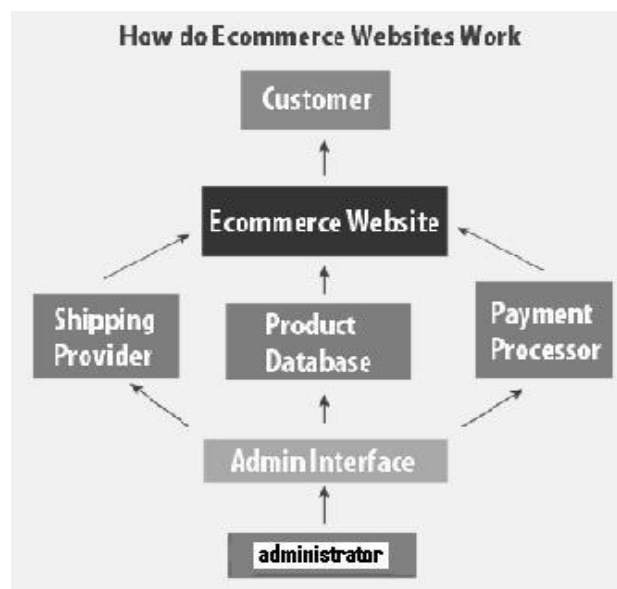 How do Ecommerce Websites Work
Customer
Ecommerce Website
Shipping
Provider
Product
Database
Payment
Processor
Admin Interface
administrator